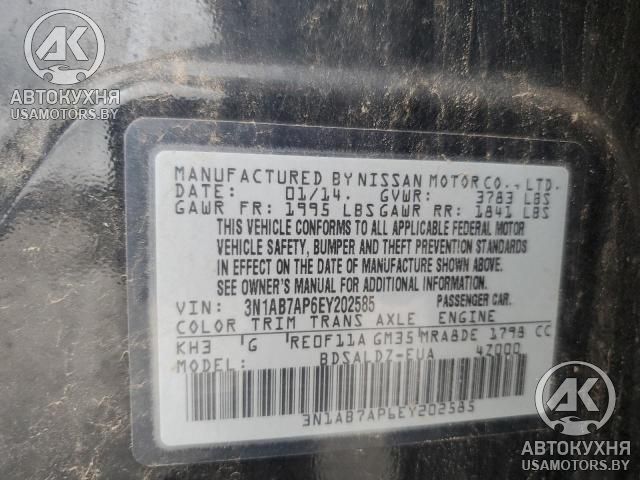 АК
АВТОКУХНЯ
USAMOTORS.BY
MANUFACTURED BY NISSAN MOTOR CO., LTD.
DATE: 01/14. GVWR: 3783 LBS
GAWR FR: 1995 LBS GAWR RR: 1841 LBS
THIS VEHICLE CONFORMS TO ALL APPLICABLE FEDERAL MOTOR
VEHICLE SAFETY, BUMPER AND THEFT PREVENTION STANDARDS
IN EFFECT ON THE DATE OF MANUFACTURE SHOWN ABOVE.
SEE OWNER'S MANUAL FOR ADDITIONAL INFORMATION.
VIN: 3N1AB7AP6EY202585 PASSENGER CAR.
COLOR TRIM TRANS AXLE ENGINE
KH3 G RE0F11A GM35 MRA8DE 1798 CC
MODEL: BDSALDZ-EUA 4Z000
3N1AB7AP6EY202585
АК
АВТОКУХНЯ
USAMOTORS.BY